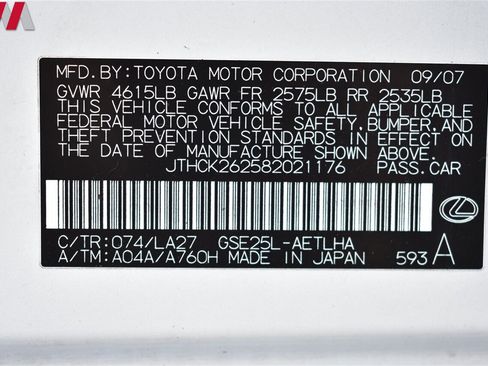 MFD.BY:TOYOTA MOTOR CORPORATION 09/07
GVWR 4615LB GAWR FR 2575LB RR 2535LB
THIS VEHICLE CONFORMS TO ALL APPLICABLE
FEDERAL MOTOR VEHICLE SAFETY,BUMPER,AND
THEFT PREVENTION STANDARDS IN EFFECT ON
THE DATE OF MANUFACTURE SHOWN ABOVE.
JTHCK262582021176 PASS.CAR
C/TR:074/LA27 GSE25L-AETLHA
A/TM:A04A/A760H MADE IN JAPAN 593 A